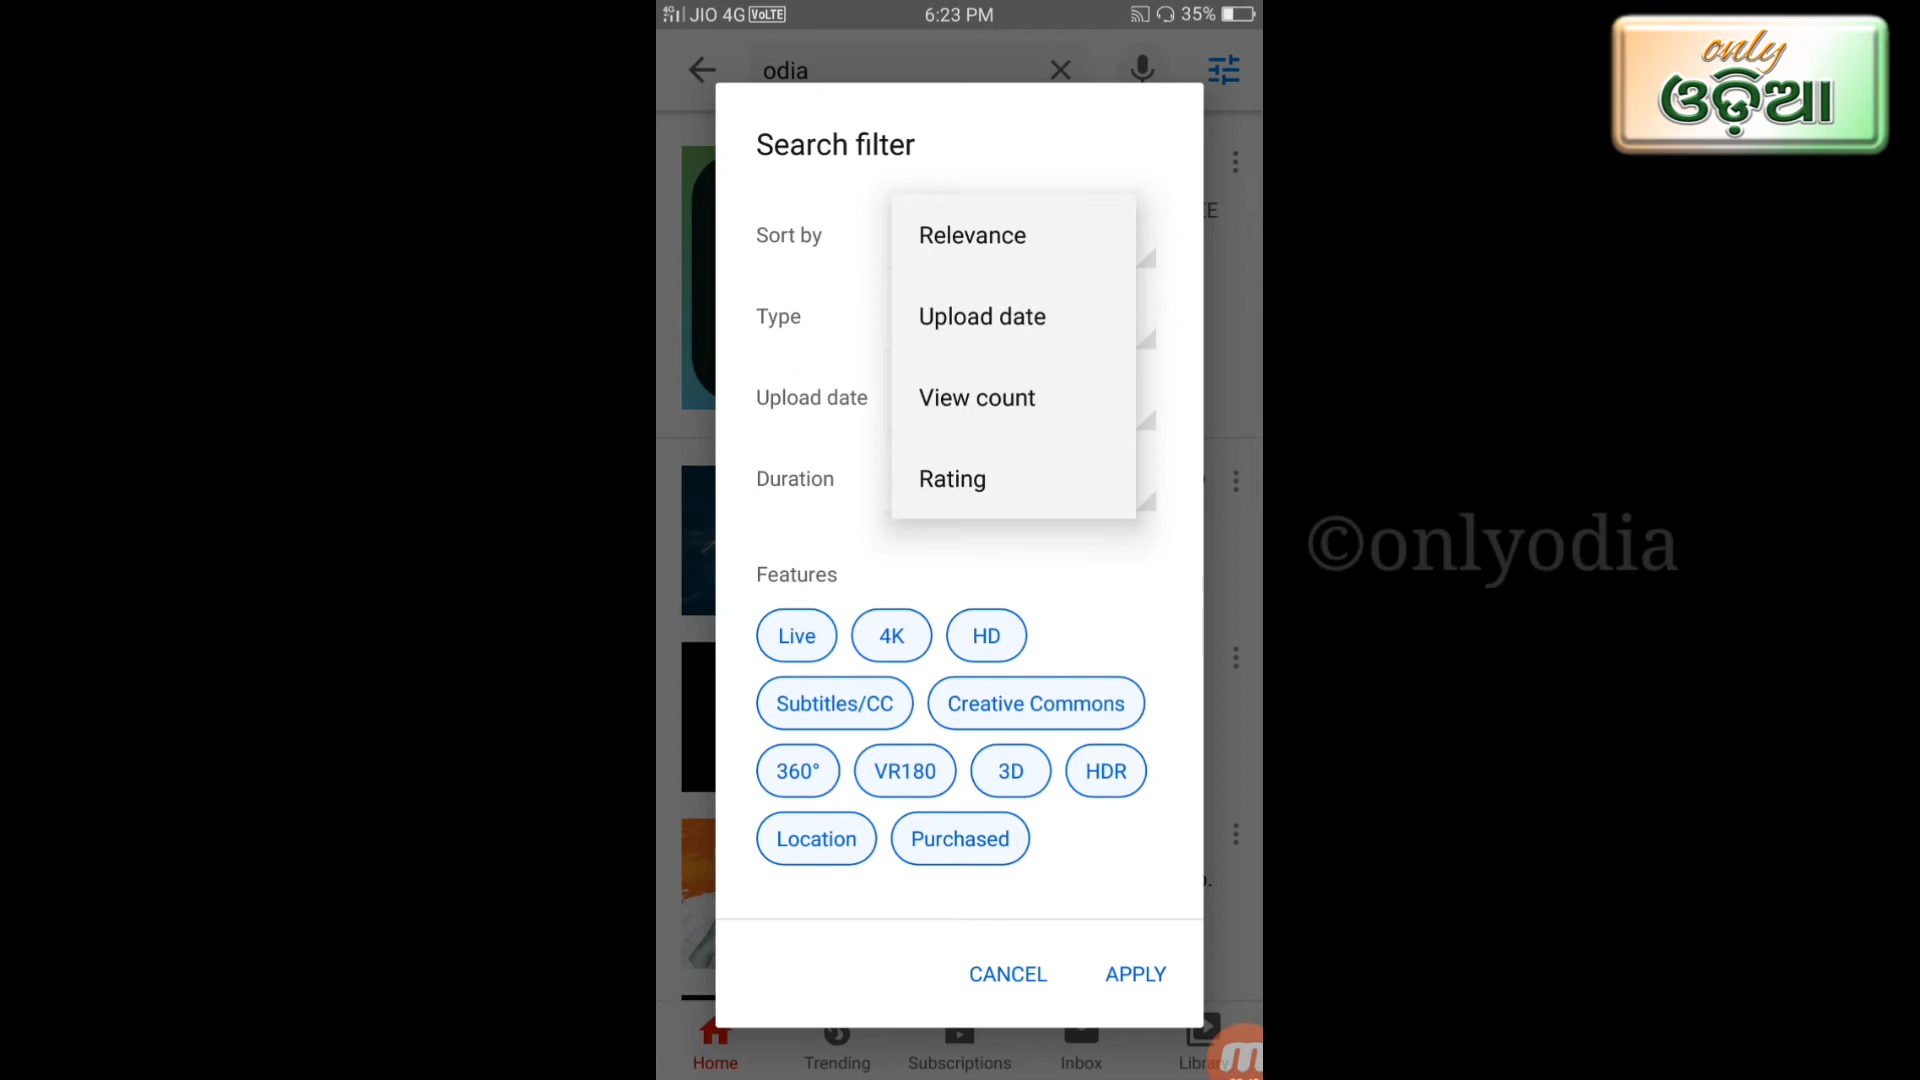 JIO 4G VoLTE 6:23 PM 35%
only
ଓଡ଼ିଆ
odia
Search filter
Sort by
Relevance
Type
Upload date
Upload date
View count
Duration
Rating
©onlyodia
Features
Live 4K HD
Subtitles/CC Creative Commons
360° VR180 3D HDR
Location Purchased
CANCEL APPLY
Home Trending Subscriptions Inbox